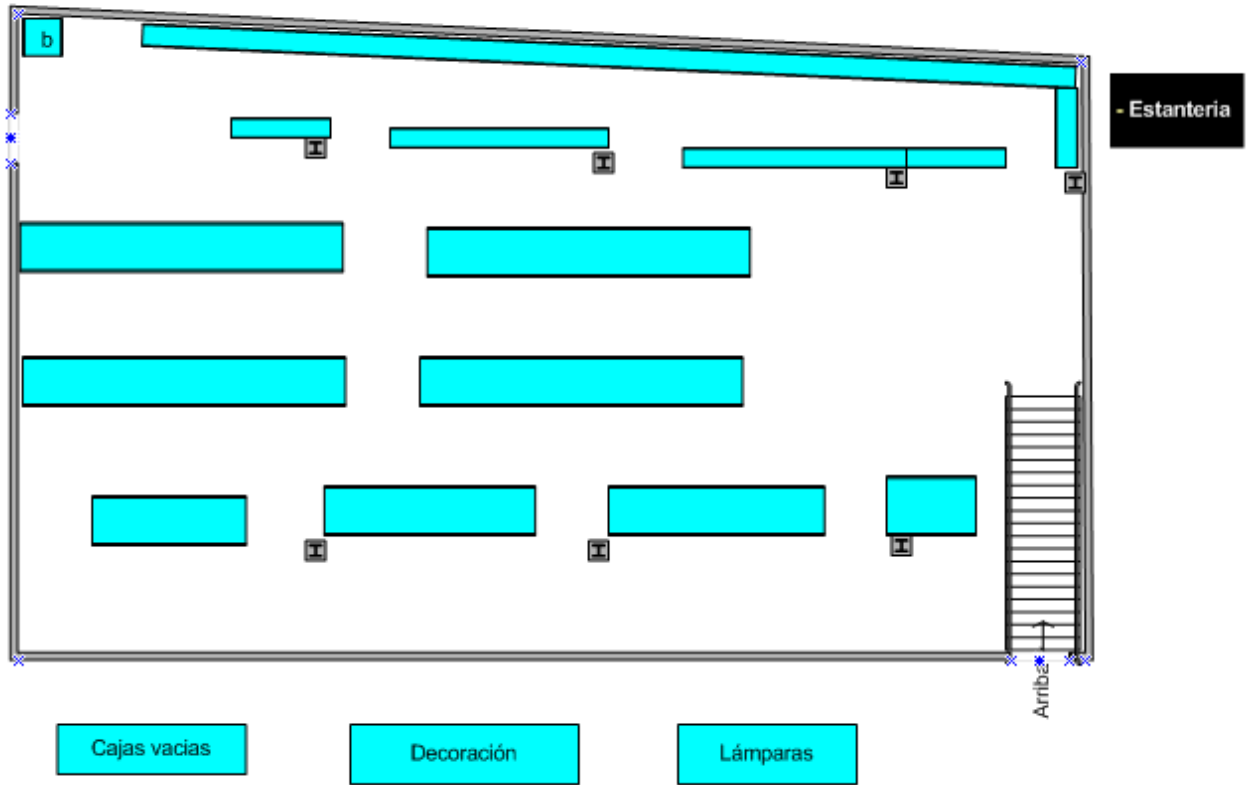 b
- Estanteria
Arriba
Cajas vacias
Decoración
Lámparas